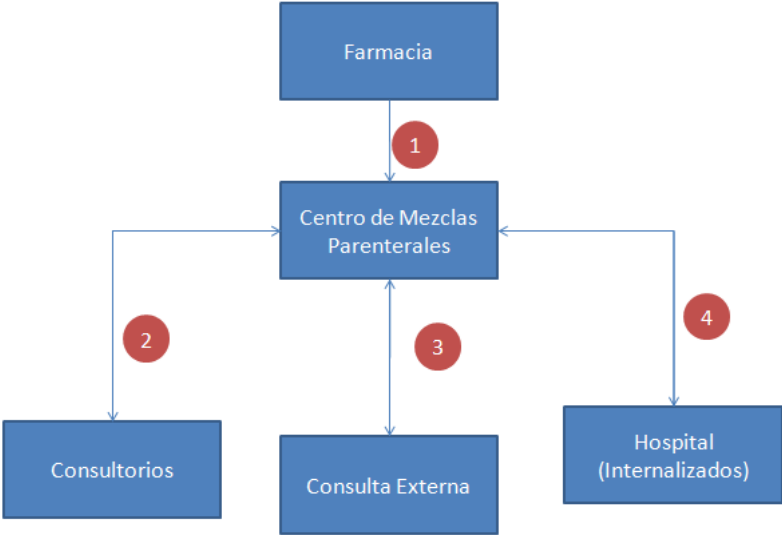 Farmacia
1
Centro de Mezclas
Parenterales
2
3
4
Consultorios
Consulta Externa
Hospital
(Internalizados)